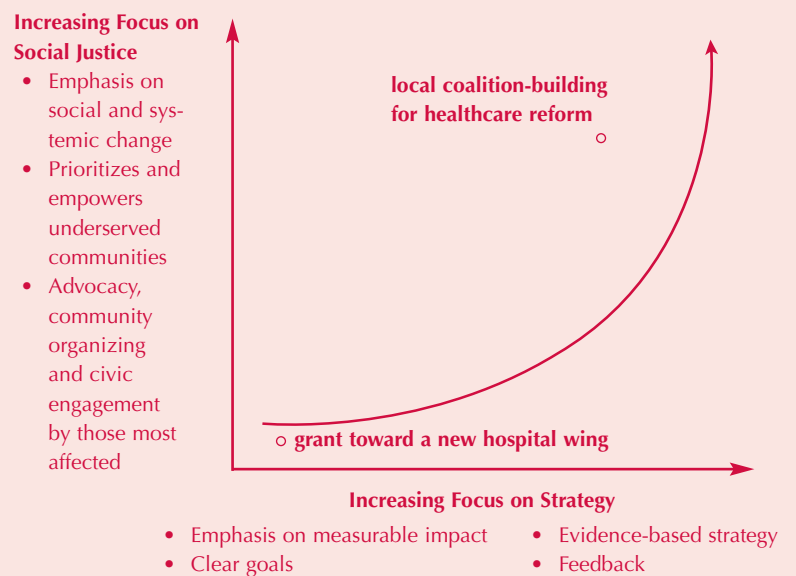 Increasing Focus on
Social Justice
• Emphasis on
social and sys-
temic change
• Prioritizes and
empowers
underserved
communities
• Advocacy,
community
organizing
and civic
engagement
by those most
affected
local coalition-building
for healthcare reform
grant toward a new hospital wing
Increasing Focus on Strategy
• Emphasis on measurable impact
• Clear goals
• Evidence-based strategy
• Feedback